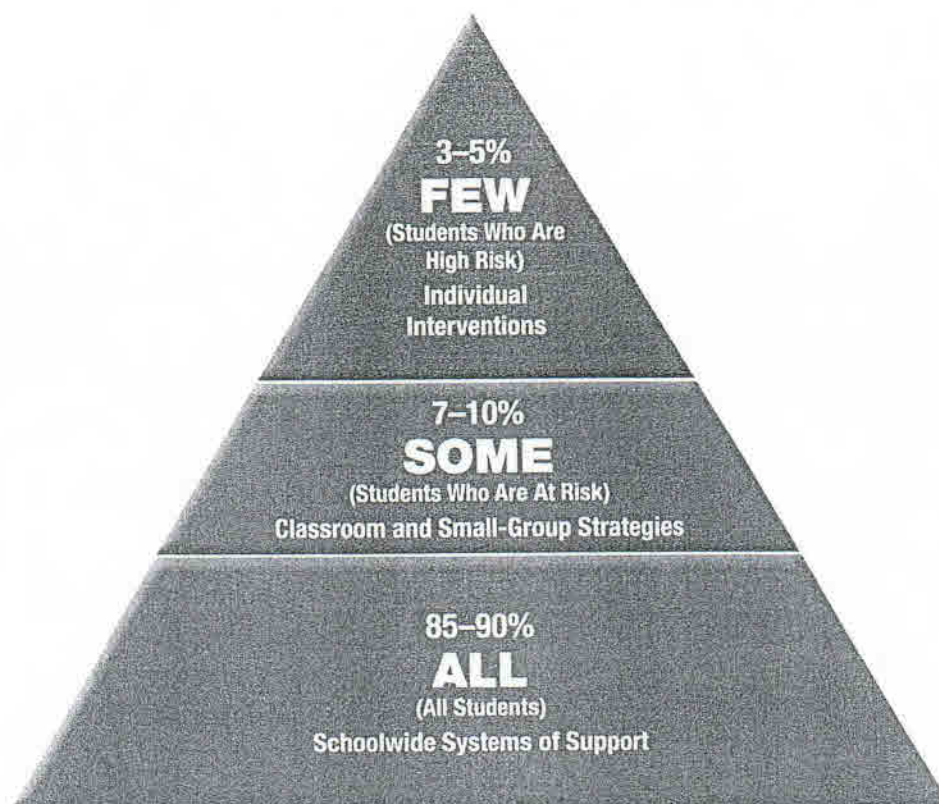 3–5%
FEW
(Students Who Are
High Risk)
Individual
Interventions
7–10%
SOME
(Students Who Are At Risk)
Classroom and Small-Group Strategies
85–90%
ALL
(All Students)
Schoolwide Systems of Support